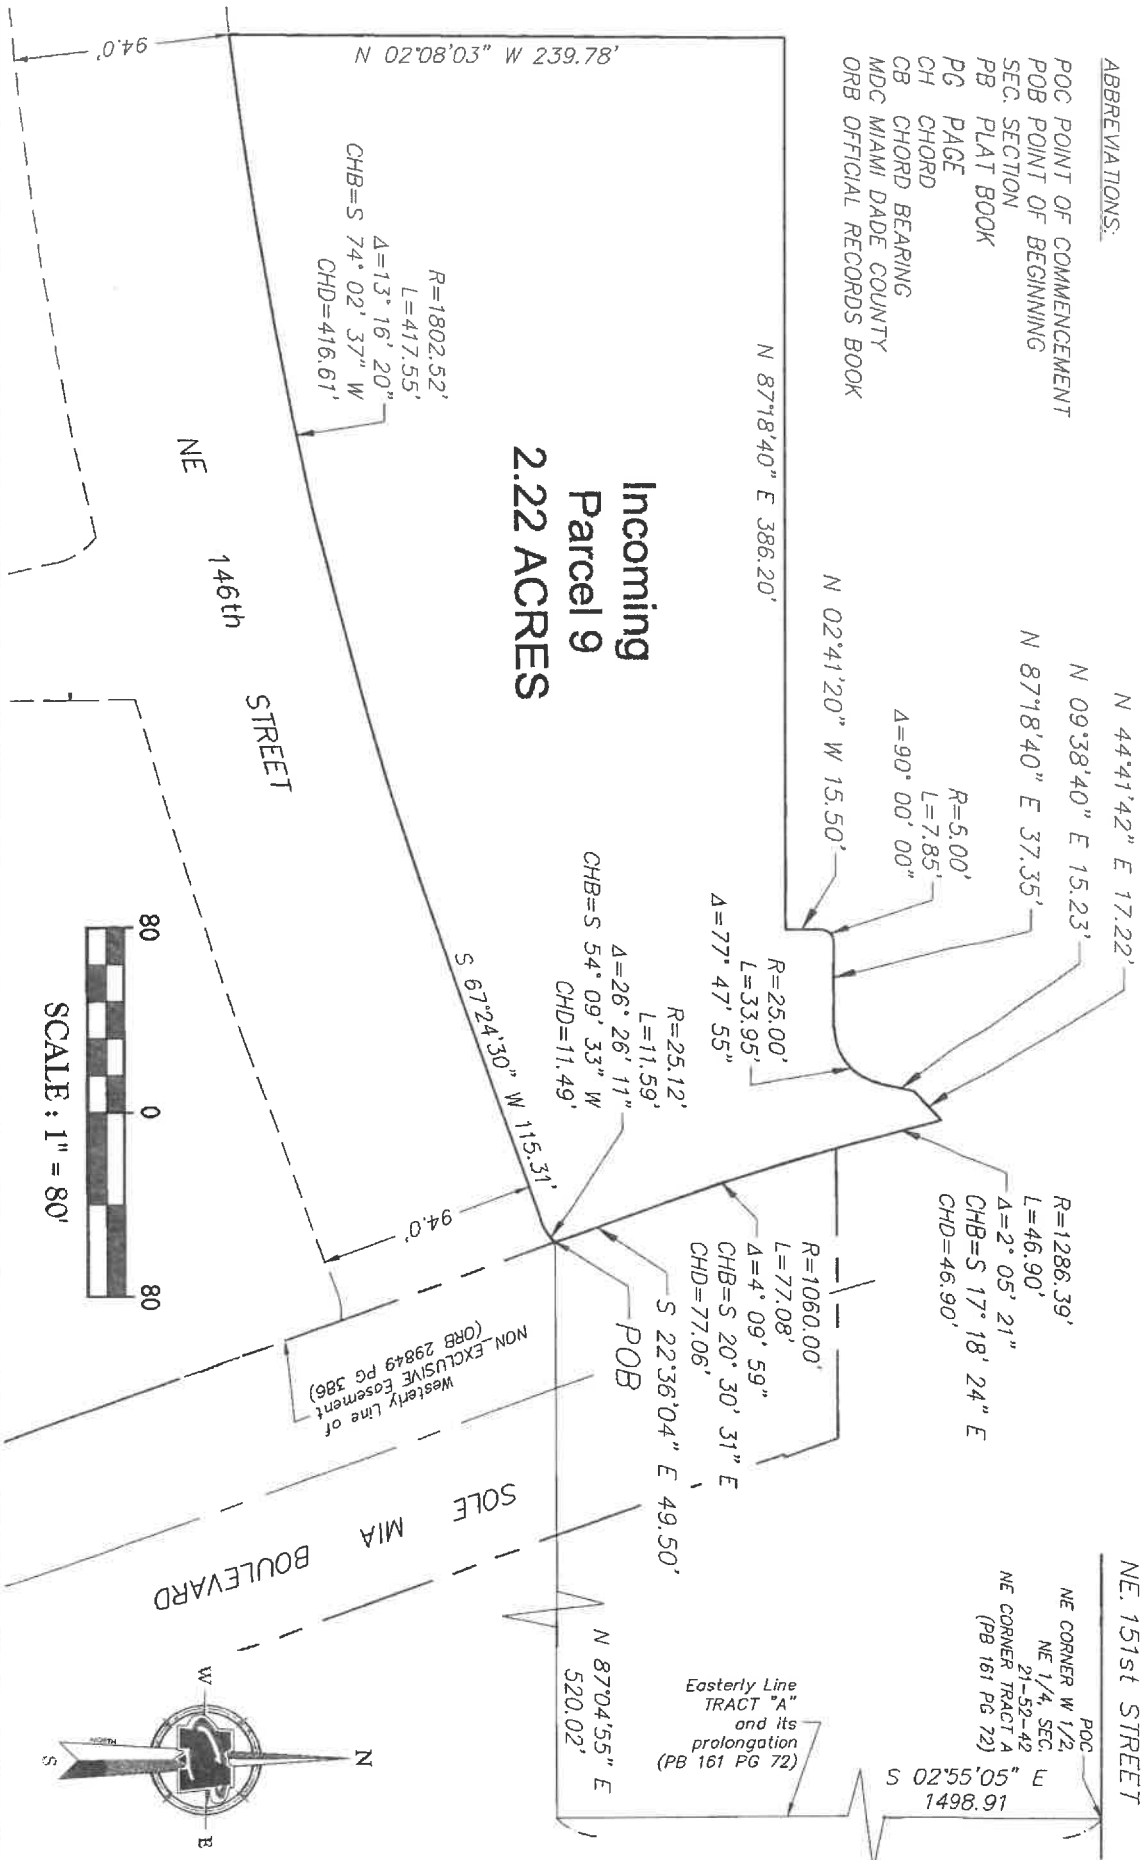 ABBREVIATIONS:
POC POINT OF COMMENCEMENT
POB POINT OF BEGINNING
SEC. SECTION
PB PLAT BOOK
PG PAGE
CH CHORD
CB CHORD BEARING
MDC MIAMI DADE COUNTY
ORB OFFICIAL RECORDS BOOK
N 44°41'42" E 17.22'
N 09°38'40" E 15.23'
N 87°18'40" E 37.35'
R=5.00'
L=7.85'
Δ=90° 00' 00"
N 02°41'20" W 15.50'
N 87°18'40" E 386.20'
N 02°08'03" W 239.78'
94.0'
R=25.00'
L=33.95'
Δ=77° 47' 55"
R=1286.39'
L=46.90'
Δ=2° 05' 21"
CHB=S 17° 18' 24" E
CHD=46.90'
R=1060.00'
L=77.08'
Δ=4° 09' 59"
CHB=S 20° 30' 31" E
CHD=77.06'
S 22°36'04" E 49.50'
POB
R=25.12'
L=11.59'
Δ=26° 26' 11"
CHB=S 54° 09' 33" W
CHD=11.49'
Incoming
Parcel 9
2.22 ACRES
R=1802.52'
L=417.55'
Δ=13° 16' 20"
CHB=S 74° 02' 37" W
CHD=416.61'
S 67°24'30" W 115.31'
94.0'
NE 146th STREET
NE. 151st STREET
POC
NE CORNER W 1/2,
NE 1/4, SEC.
21-52-42
NE CORNER TRACT A
(PB 161 PG 72)
S 02°55'05" E
1498.91
Easterly Line
TRACT "A"
and its
prolongation
(PB 161 PG 72)
N 87°04'55" E
520.02'
Westerly Line of
NON_EXCLUSIVE Easement
(ORB 29849 PG 386)
SOLE MIA BOULEVARD
80 0 80
SCALE : 1" = 80'
N
W
E
S